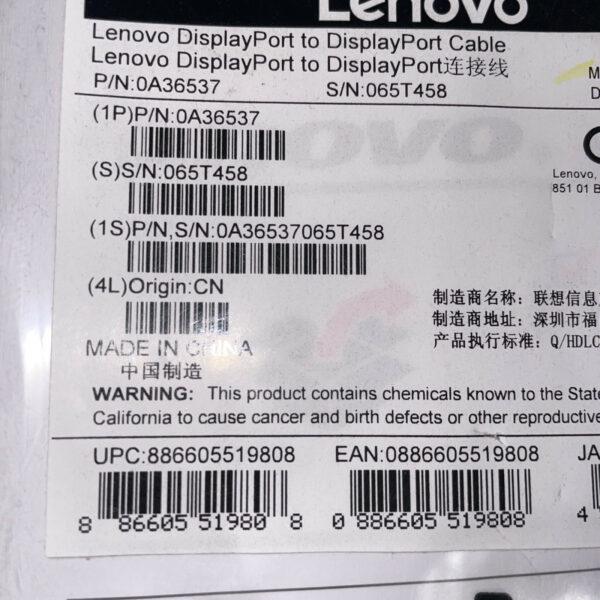 Lenovo
Lenovo DisplayPort to DisplayPort Cable
Lenovo DisplayPort to DisplayPort连接线
P/N:0A36537 S/N:065T458
(1P)P/N:0A36537
(S)S/N:065T458
Lenovo,
851 01 B
(1S)P/N,S/N:0A36537065T458
(4L)Origin:CN
制造商名称: 联想信息
制造商地址: 深圳市福
产品执行标准: Q/HDLC
MADE IN CHINA
中国制造
WARNING: This product contains chemicals known to the State
California to cause cancer and birth defects or other reproductive
UPC:886605519808 EAN:0886605519808 JA
8 86605 51980 8 0 886605 519808 4